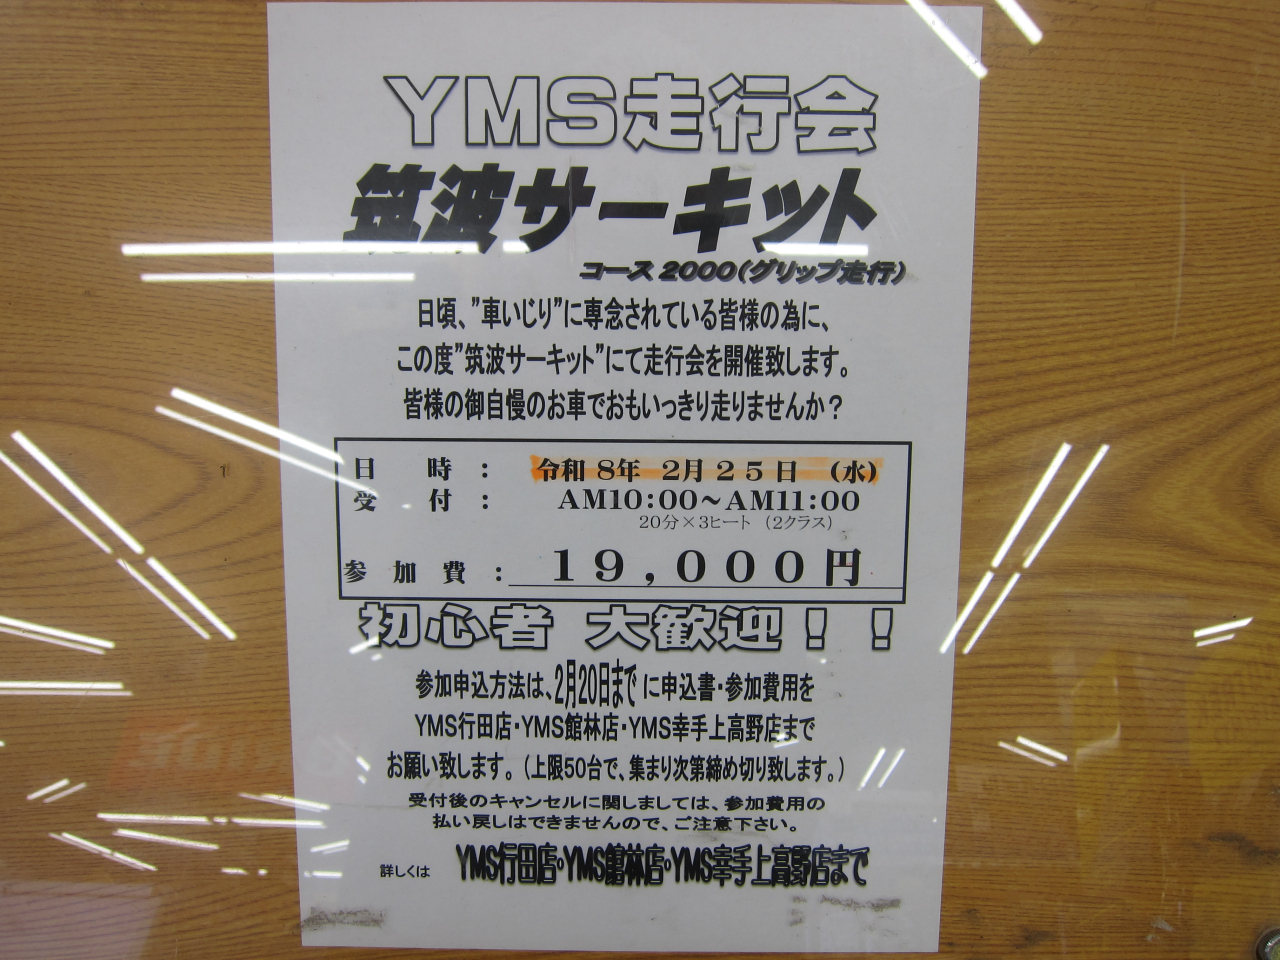 YMS走行会
筑波サーキット
コース2000(グリップ走行)
日頃、”車いじり”に専念されている皆様の為に、
この度”筑波サーキット”にて走行会を開催致します。
皆様の御自慢のお車でおもいっきり走りませんか？
日　時：　令和 8年 2月25日 (水)
受　付：　AM10:00～AM11:00
20分×3ヒート (2クラス)
参 加 費：　19,000円
初心者 大歓迎！！
参加申込方法は、2月20日までに申込書・参加費用を
YMS行田店・YMS館林店・YMS幸手上高野店まで
お願い致します。(上限50台で、集まり次第締め切り致します。)
受付後のキャンセルに関しましては、参加費用の
払い戻しはできませんので、ご注意下さい。
詳しくは　YMS行田店・YMS館林店・YMS幸手上高野店まで